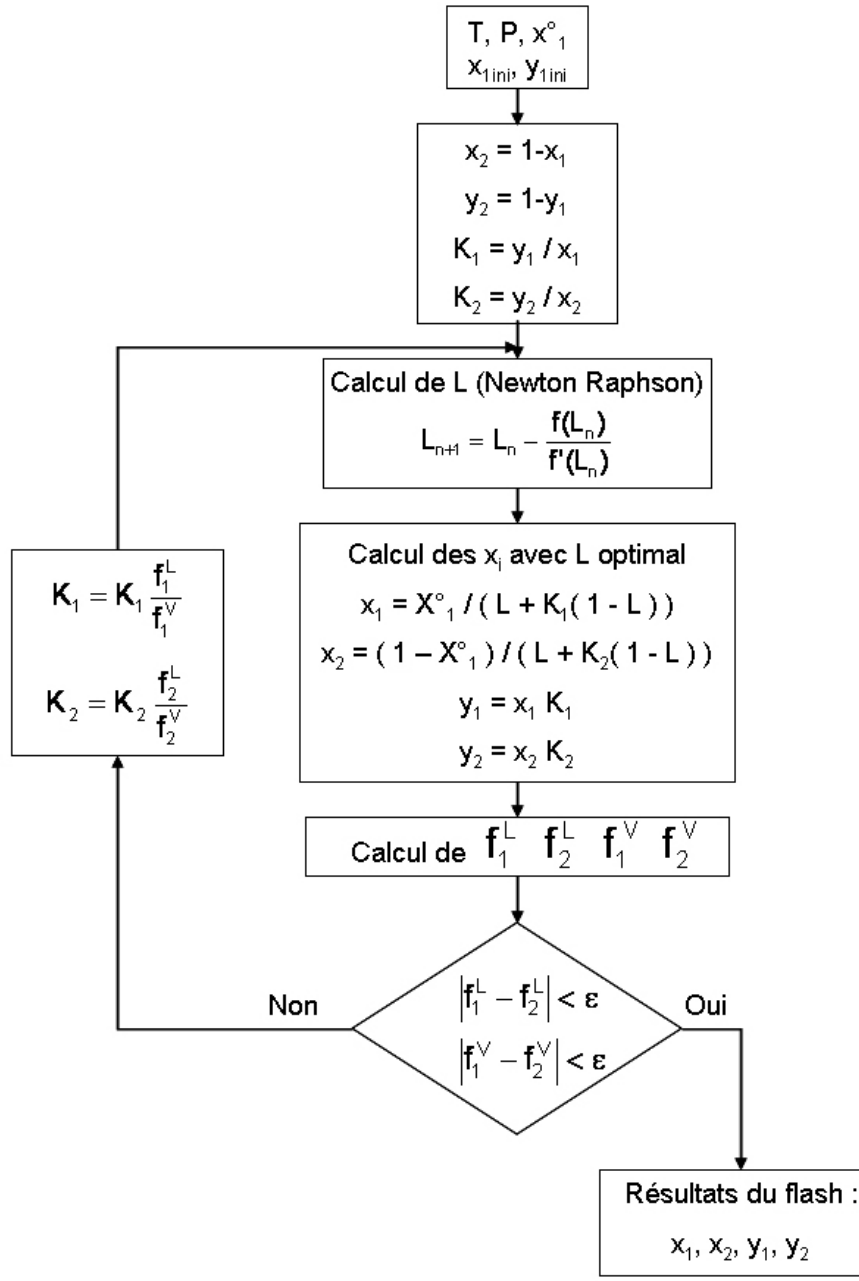 T, P, x°₁
x₁ᵢₙᵢ, y₁ᵢₙᵢ
x₂ = 1-x₁
y₂ = 1-y₁
K₁ = y₁ / x₁
K₂ = y₂ / x₂
Calcul de L (Newton Raphson)
Lₙ₊₁ = Lₙ − f(Lₙ) / f'(Lₙ)
Calcul des xᵢ avec L optimal
x₁ = X°₁ / ( L + K₁( 1 - L ) )
x₂ = ( 1 – X°₁ ) / ( L + K₂( 1 - L ) )
y₁ = x₁ K₁
y₂ = x₂ K₂
Calcul de f₁ᴸ f₂ᴸ f₁ⱽ f₂ⱽ
|f₁ᴸ − f₂ᴸ| < ε
|f₁ⱽ − f₂ⱽ| < ε
Non
Oui
K₁ = K₁ f₁ᴸ / f₁ⱽ
K₂ = K₂ f₂ᴸ / f₂ⱽ
Résultats du flash :
x₁, x₂, y₁, y₂